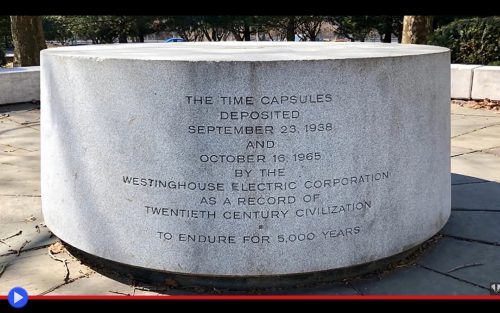 THE TIME CAPSULES
DEPOSITED
SEPTEMBER 23, 1938
AND
OCTOBER 16, 1965
BY THE
WESTINGHOUSE ELECTRIC CORPORATION
AS A RECORD OF
TWENTIETH CENTURY CIVILIZATION
TO ENDURE FOR 5,000 YEARS